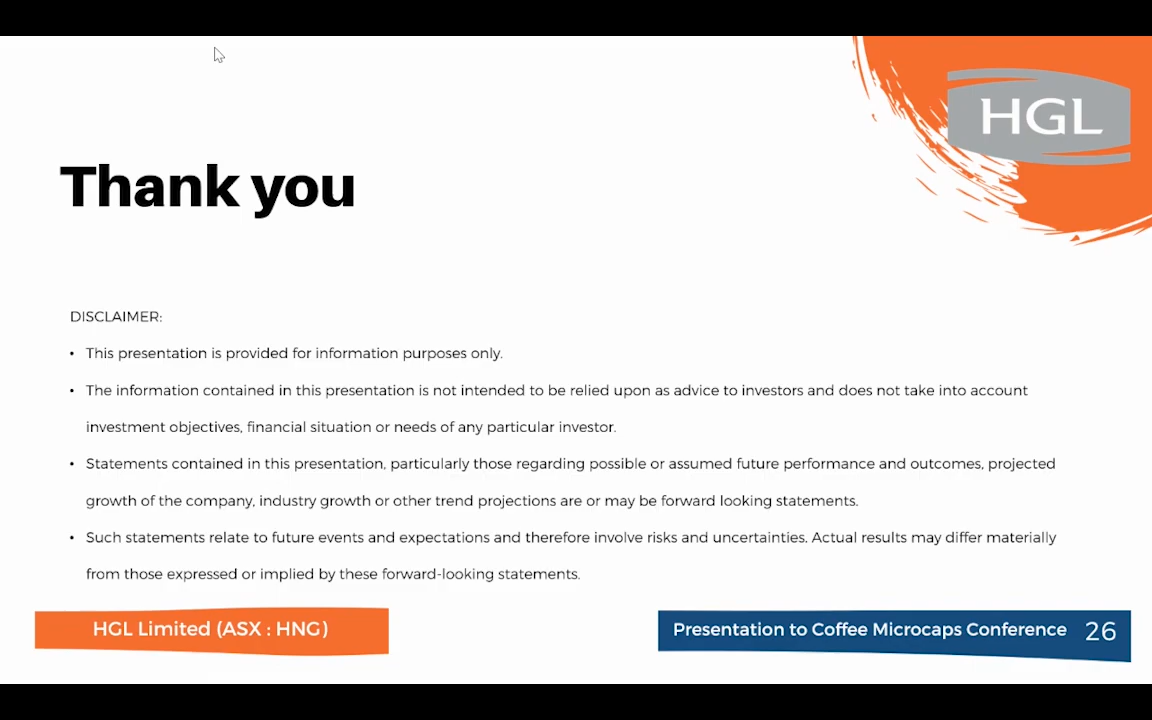 HGL
Thank you
DISCLAIMER:
• This presentation is provided for information purposes only.
• The information contained in this presentation is not intended to be relied upon as advice to investors and does not take into account
investment objectives, financial situation or needs of any particular investor.
• Statements contained in this presentation, particularly those regarding possible or assumed future performance and outcomes, projected
growth of the company, industry growth or other trend projections are or may be forward looking statements.
• Such statements relate to future events and expectations and therefore involve risks and uncertainties. Actual results may differ materially
from those expressed or implied by these forward-looking statements.
HGL Limited (ASX : HNG)
Presentation to Coffee Microcaps Conference 26